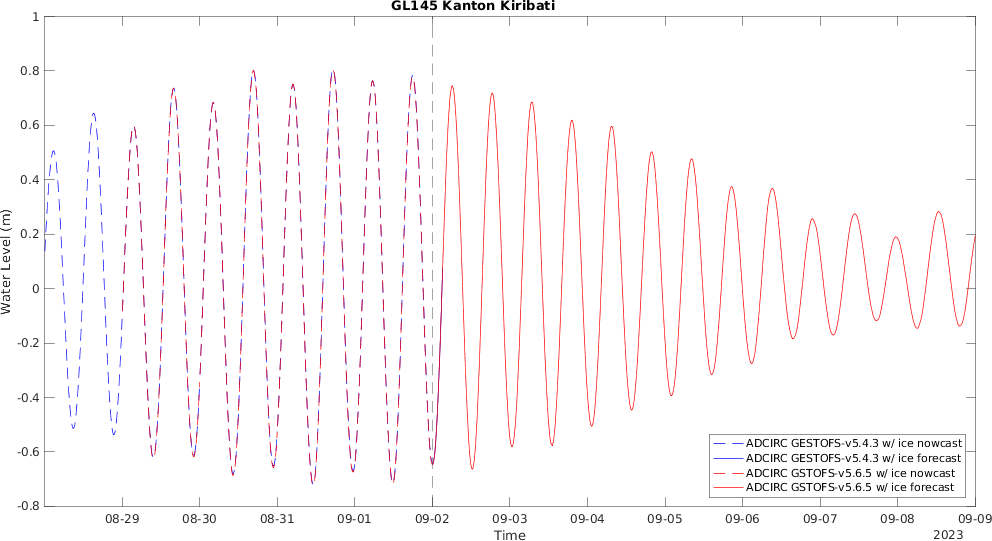 GL145 Kanton Kiribati
1
0.8
0.6
0.4
0.2
0
-0.2
-0.4
-0.6
-0.8
Water Level (m)
ADCIRC GESTOFS-v5.4.3 w/ ice nowcast
ADCIRC GESTOFS-v5.4.3 w/ ice forecast
ADCIRC GSTOFS-v5.6.5 w/ ice nowcast
ADCIRC GSTOFS-v5.6.5 w/ ice forecast
08-29 08-30 08-31 09-01 09-02 09-03 09-04 09-05 09-06 09-07 09-08 09-09
Time
2023